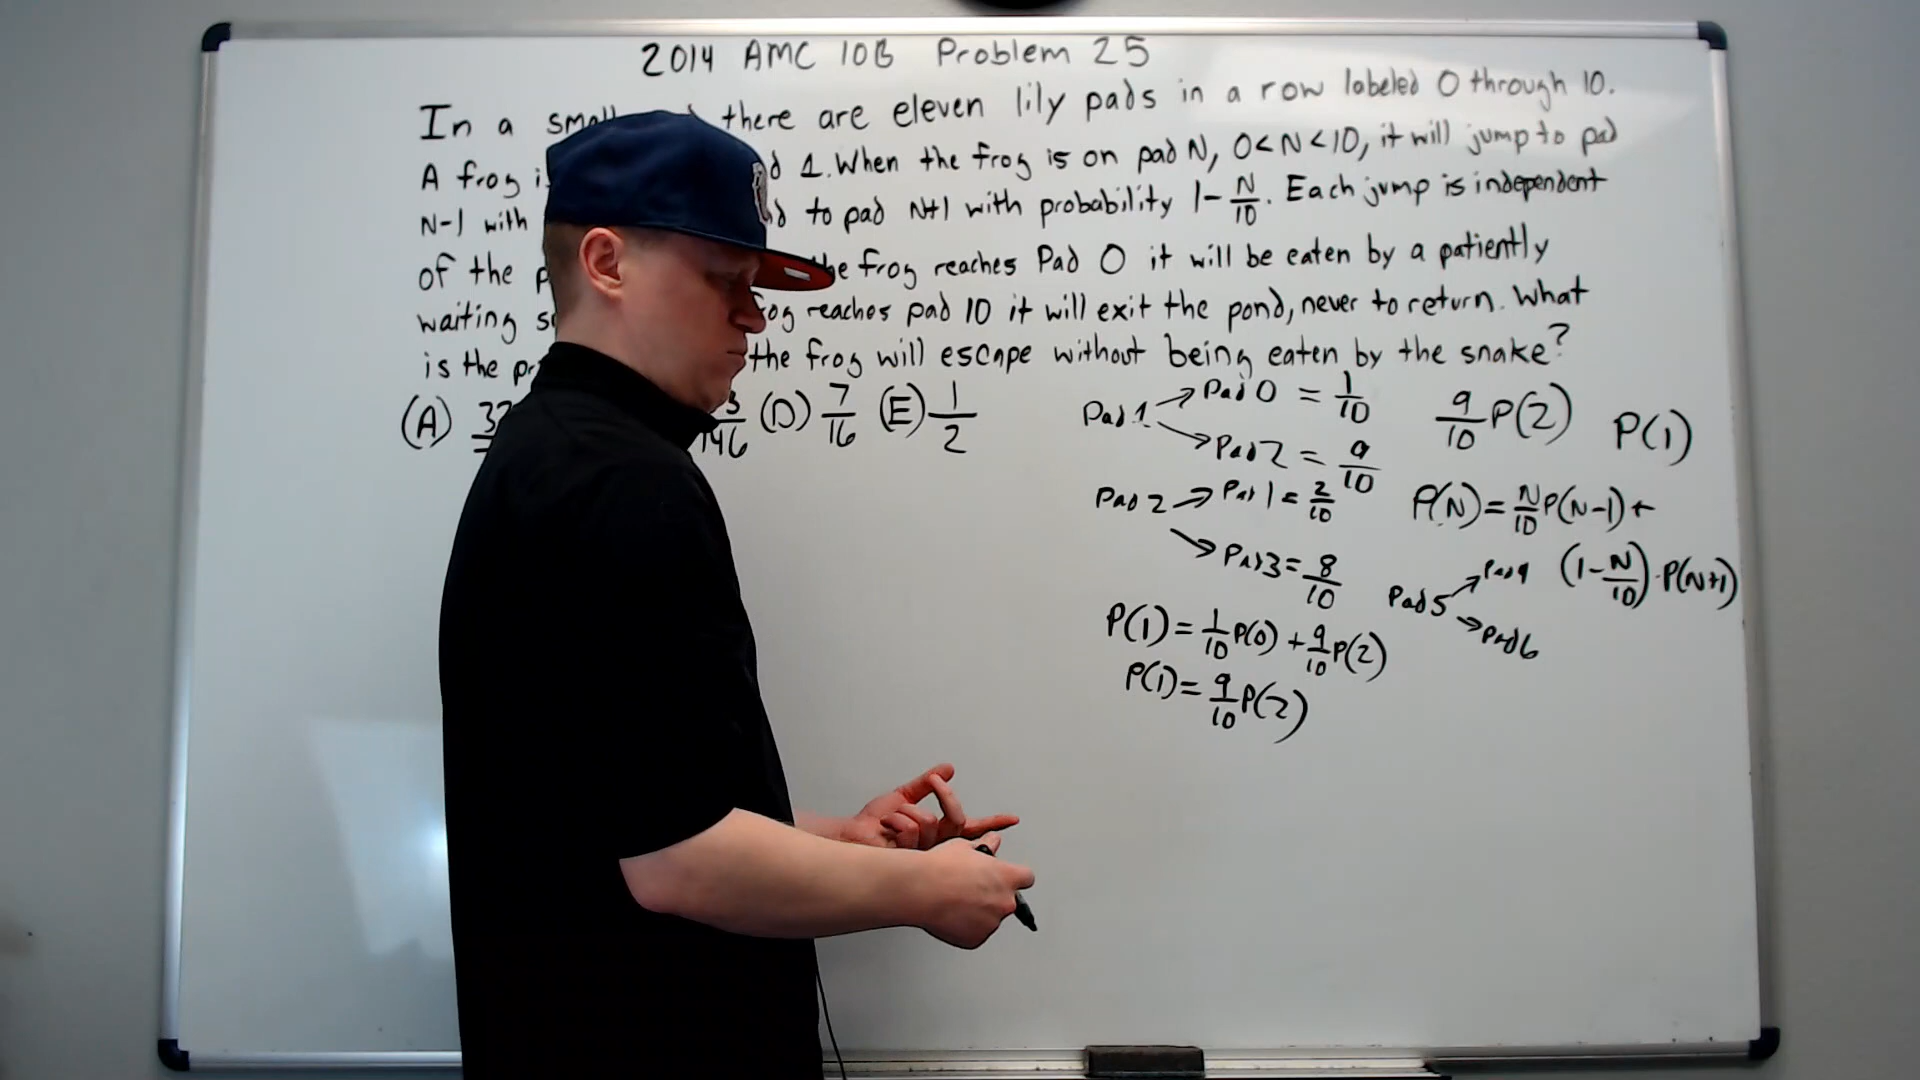 2014 AMC 10B Problem 25
In a there are eleven lily pads in a row labeled 0 through 10.
A frog 1. When the frog is on pad N, 0<N<10, it will jump to pad
N-1 with to pad N+1 with probability 1-N/10. Each jump is independent
of the the frog reaches Pad 0 it will be eaten by a patiently
waiting reaches pad 10 it will exit the pond, never to return. What
is the the frog will escape without being eaten by the snake?
(A) (D) 7/16 (E) 1/2
Pad 1 → Pad 0 = 1/10
→ Pad 2 = 9/10
9/10 P(2) P(1)
Pad 2 → Pad 1 = 2/10
→ Pad 3 = 8/10
P(N) = N/10 P(N-1) +
(1-N/10)·P(N+1)
Pad 5 → Pad 4
→ Pad 6
P(1) = 1/10 P(0) + 9/10 P(2)
P(1) = 9/10 P(2)